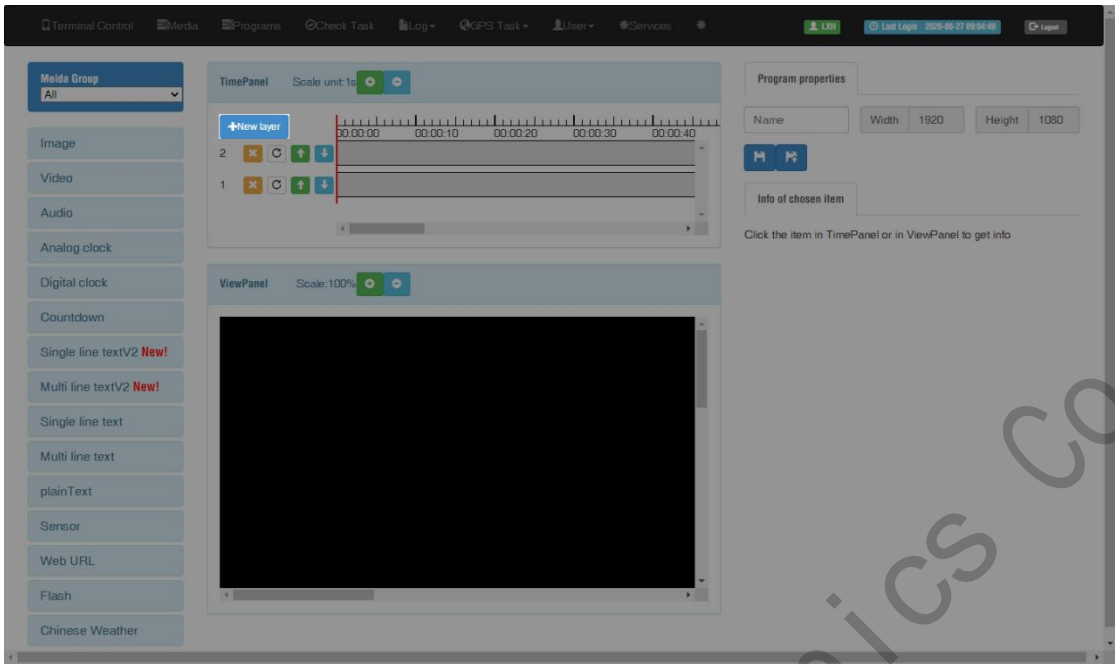 Terminal Control Media Programs Check Task Log GPS Task User Services LXH Last Login 2020-09-27 09:04:46 Logout
Meida Group
All
Image
Video
Audio
Analog clock
Digital clock
Countdown
Single line textV2 New!
Multi line textV2 New!
Single line text
Multi line text
plainText
Sensor
Web URL
Flash
Chinese Weather
TimePanel Scale unit:1s
New layer
00:00:00 00:00:10 00:00:20 00:00:30 00:00:40
2
1
ViewPanel Scale:100%
Program properties
Name Width 1920 Height 1080
Info of chosen item
Click the item in TimePanel or in ViewPanel to get info